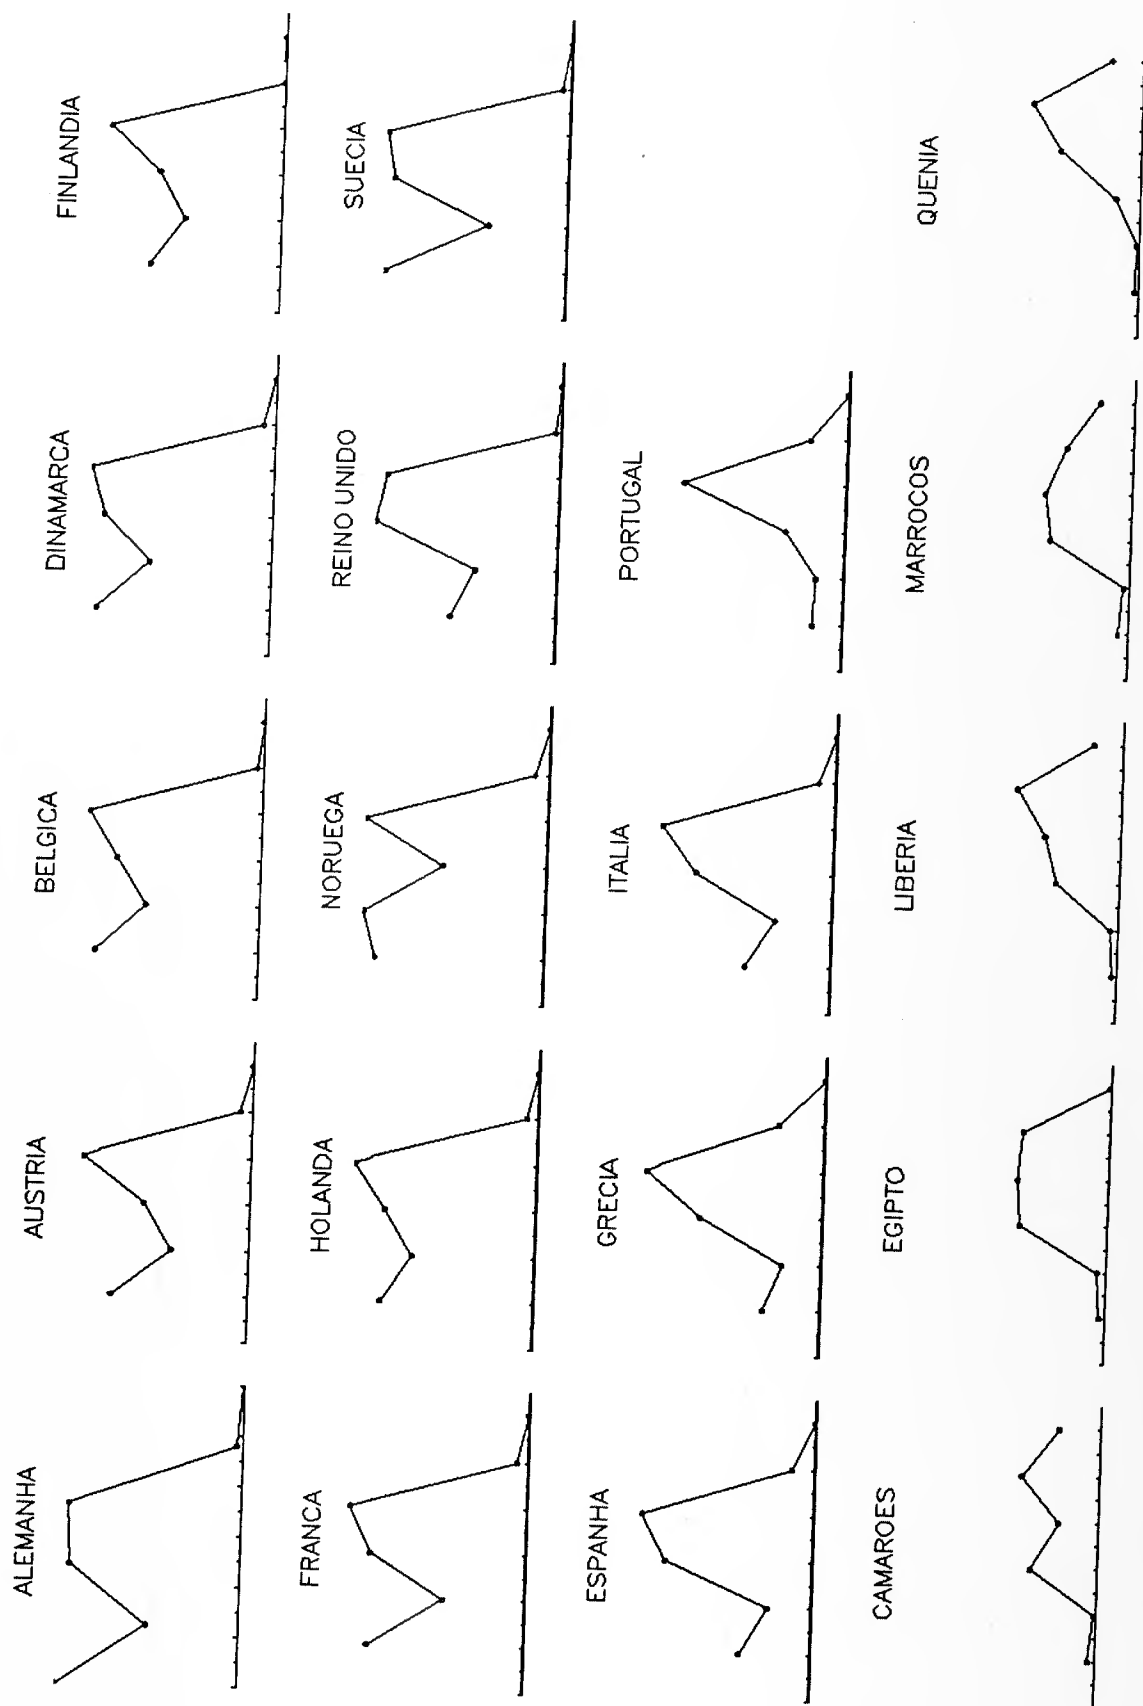 ALEMANHA
AUSTRIA
BELGICA
DINAMARCA
FINLANDIA
FRANCA
HOLANDA
NORUEGA
REINO UNIDO
SUECIA
ESPANHA
GRECIA
ITALIA
PORTUGAL
CAMAROES
EGIPTO
LIBERIA
MARROCOS
QUENIA